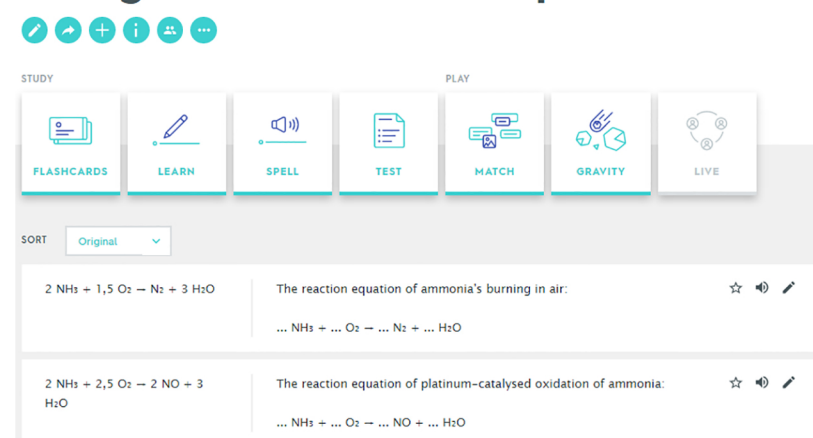 STUDY PLAY
FLASHCARDS LEARN SPELL TEST MATCH GRAVITY LIVE
SORT Original
2 NH₃ + 1,5 O₂ → N₂ + 3 H₂O The reaction equation of ammonia's burning in air:
... NH₃ + ... O₂ → ... N₂ + ... H₂O
2 NH₃ + 2,5 O₂ → 2 NO + 3 The reaction equation of platinum-catalysed oxidation of ammonia:
H₂O
... NH₃ + ... O₂ → ... NO + ... H₂O